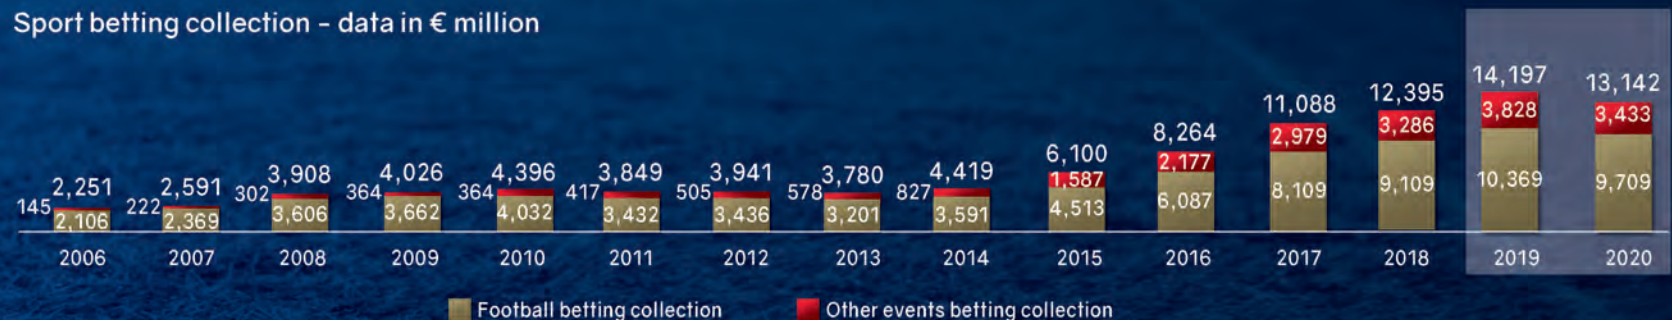 Sport betting collection – data in € million
2,251 2,591 3,908 4,026 4,396 3,849 3,941 3,780 4,419 6,100 8,264 11,088 12,395 14,197 13,142
145 222 302 364 364 417 505 578 827 1,587 2,177 2,979 3,286 3,828 3,433
2,106 2,369 3,606 3,662 4,032 3,432 3,436 3,201 3,591 4,513 6,087 8,109 9,109 10,369 9,709
2006 2007 2008 2009 2010 2011 2012 2013 2014 2015 2016 2017 2018 2019 2020
Football betting collection Other events betting collection